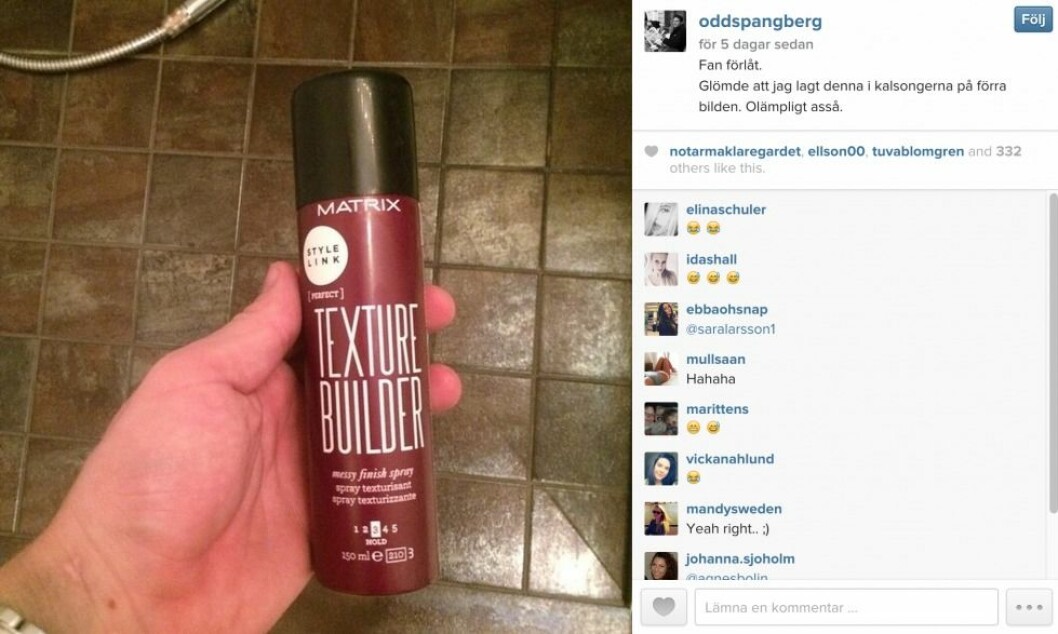 MATRIX
STYLE
LINK
[ PERFECT ]
TEXTURE
BUILDER
messy finish spray
spray texturisant
spray texturizzante
1 2 3 4 5
HOLD
150 ml e 210 3
oddspangberg
Följ
för 5 dagar sedan
Fan förlåt.
Glömde att jag lagt denna i kalsongerna på förra
bilden. Olämpligt asså.
notarmaklaregardet, ellson00, tuvablomgren and 332
others like this.
elinaschuler
😂 😂
idashall
😅 😅 😅
ebbaohsnap
@saralarsson1
mullsaan
Hahaha
marittens
😁 😅
vickanahlund
😂
mandysweden
Yeah right.. ;)
johanna.sjoholm
@agnesbolin
Lämna en kommentar ...